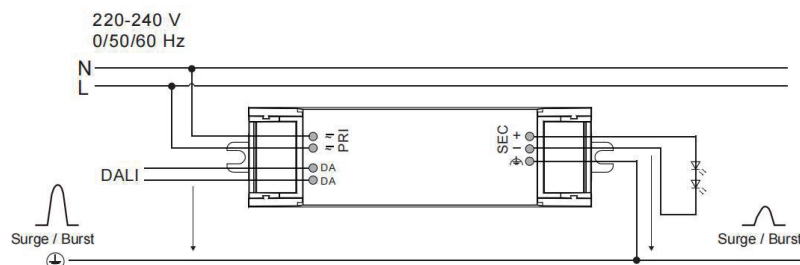 220-240 V
0/50/60 Hz
N
L
PRI
SEC
+
−
DA
DA
DALI
Surge / Burst
Surge / Burst